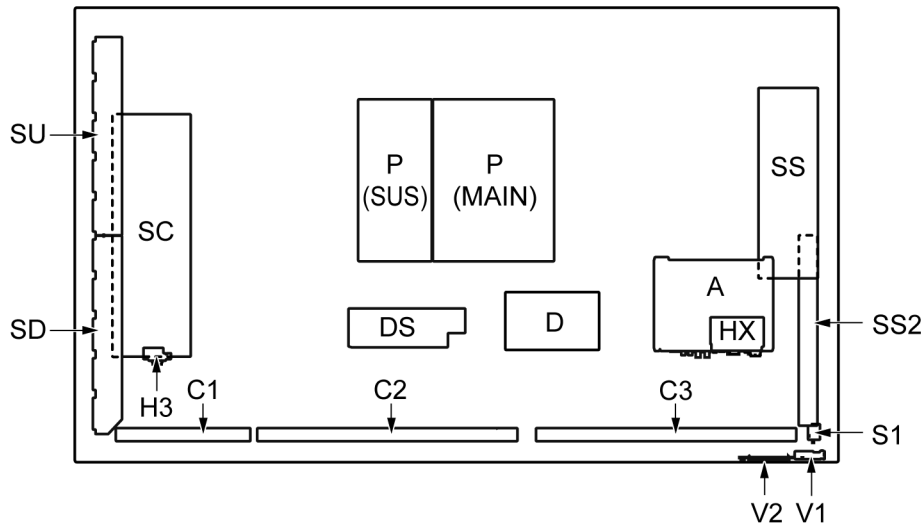 SU
SC
P
(SUS)
P
(MAIN)
SS
A
HX
SD
DS
D
SS2
H3
C1
C2
C3
S1
V2
V1